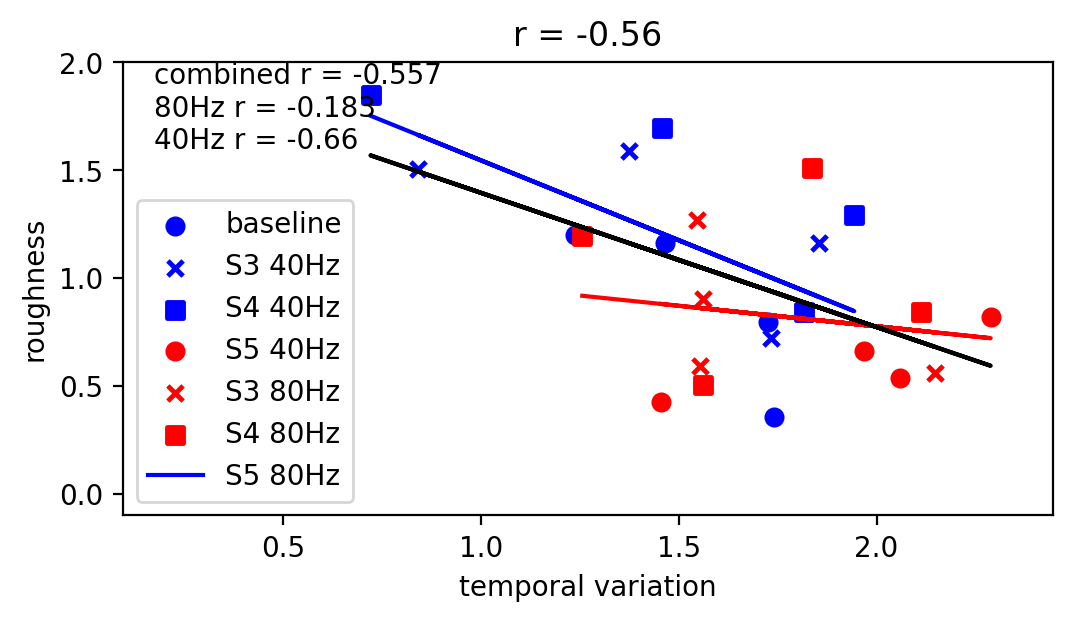 r = -0.56
combined r = -0.557
80Hz r = -0.183
40Hz r = -0.66
baseline
S3 40Hz
S4 40Hz
S5 40Hz
S3 80Hz
S4 80Hz
S5 80Hz
roughness
2.0
1.5
1.0
0.5
0.0
0.5 1.0 1.5 2.0
temporal variation